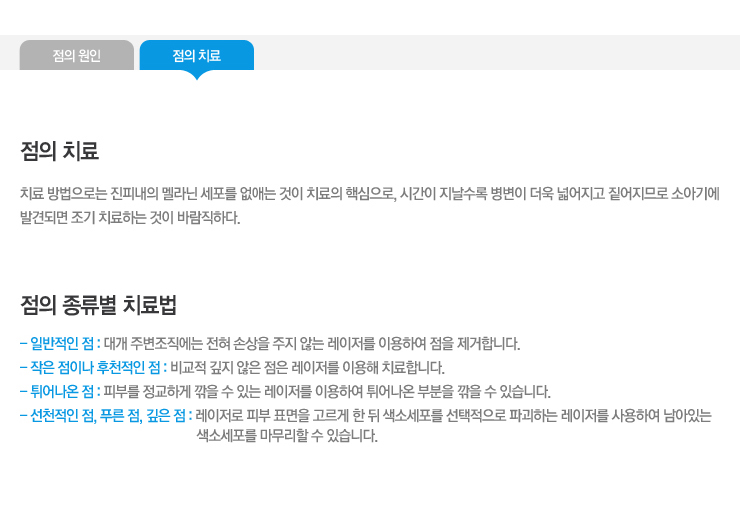 점의 원인
점의 치료
점의 치료
치료 방법으로는 진피내의 멜라닌 세포를 없애는 것이 치료의 핵심으로, 시간이 지날수록 병변이 더욱 넓어지고 짙어지므로 소아기에
발견되면 조기 치료하는 것이 바람직하다.
점의 종류별 치료법
– 일반적인 점 : 대개 주변조직에는 전혀 손상을 주지 않는 레이저를 이용하여 점을 제거합니다.
– 작은 점이나 후천적인 점 : 비교적 깊지 않은 점은 레이저를 이용해 치료합니다.
– 튀어나온 점 : 피부를 정교하게 깎을 수 있는 레이저를 이용하여 튀어나온 부분을 깎을 수 있습니다.
– 선천적인 점, 푸른 점, 깊은 점 : 레이저로 피부 표면을 고르게 한 뒤 색소세포를 선택적으로 파괴하는 레이저를 사용하여 남아있는
색소세포를 마무리할 수 있습니다.